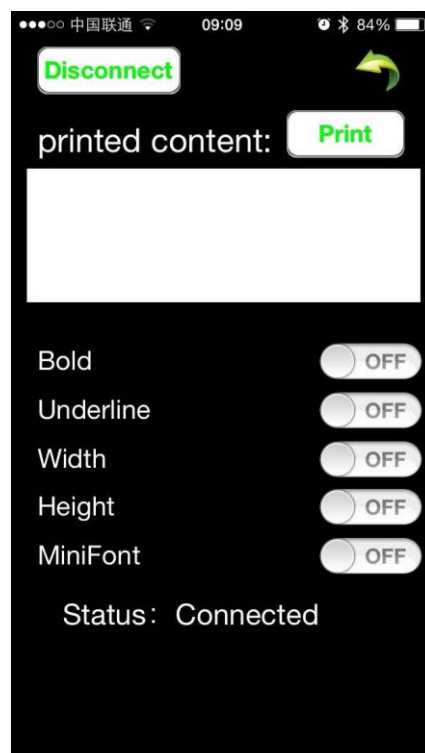 中国联通 09:09 84%
Disconnect
printed content: Print
Bold OFF
Underline OFF
Width OFF
Height OFF
MiniFont OFF
Status： Connected